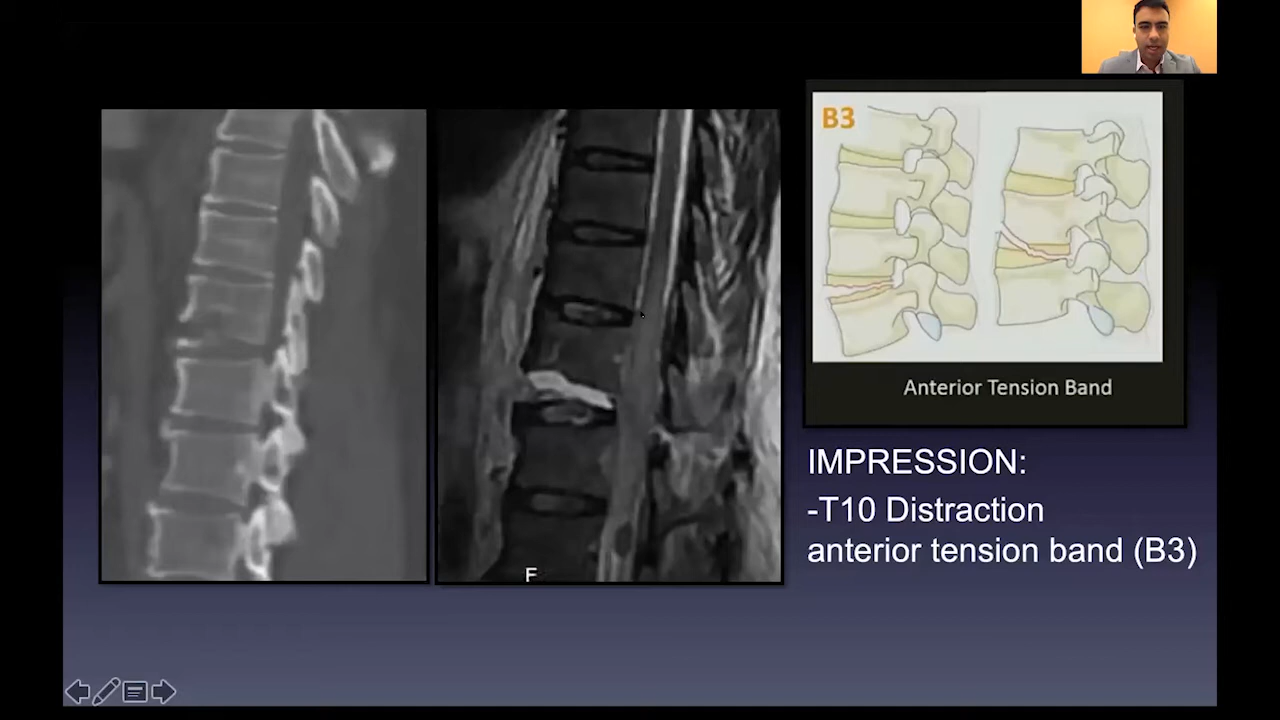 B3
Anterior Tension Band
IMPRESSION:
-T10 Distraction
anterior tension band (B3)
F